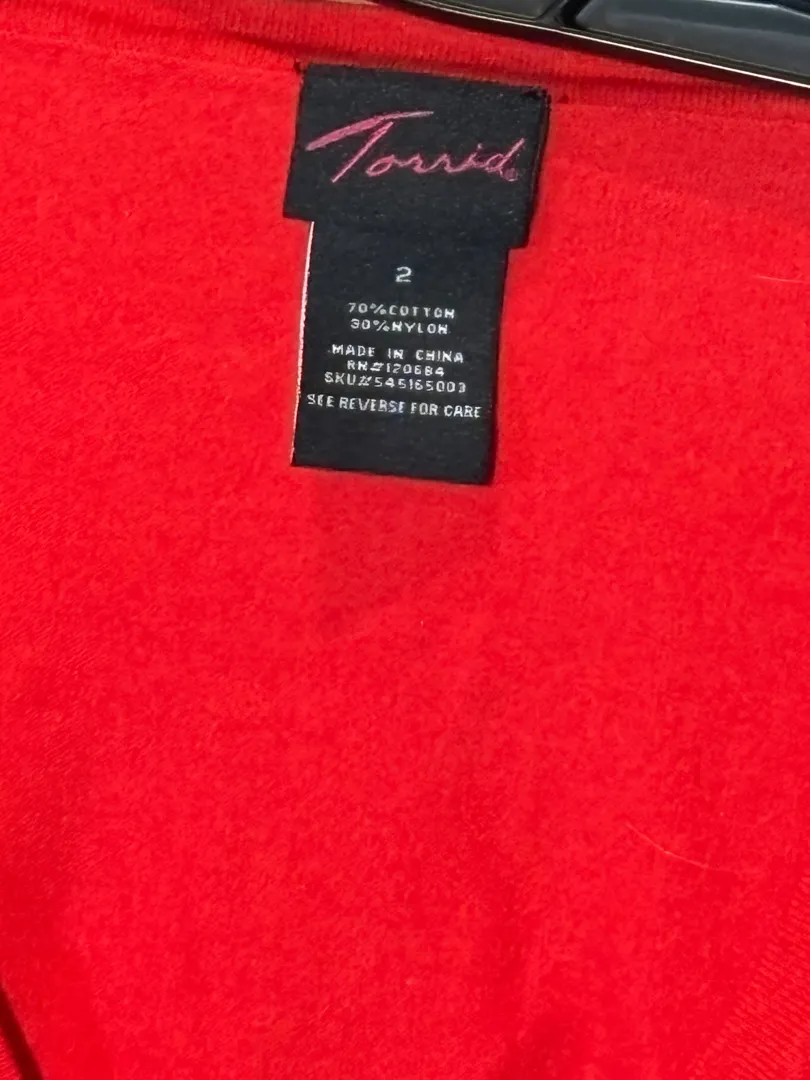 Torrid
2
70%COTTON
30%NYLON
MADE IN CHINA
RN#120684
SKU#545165003
SEE REVERSE FOR CARE